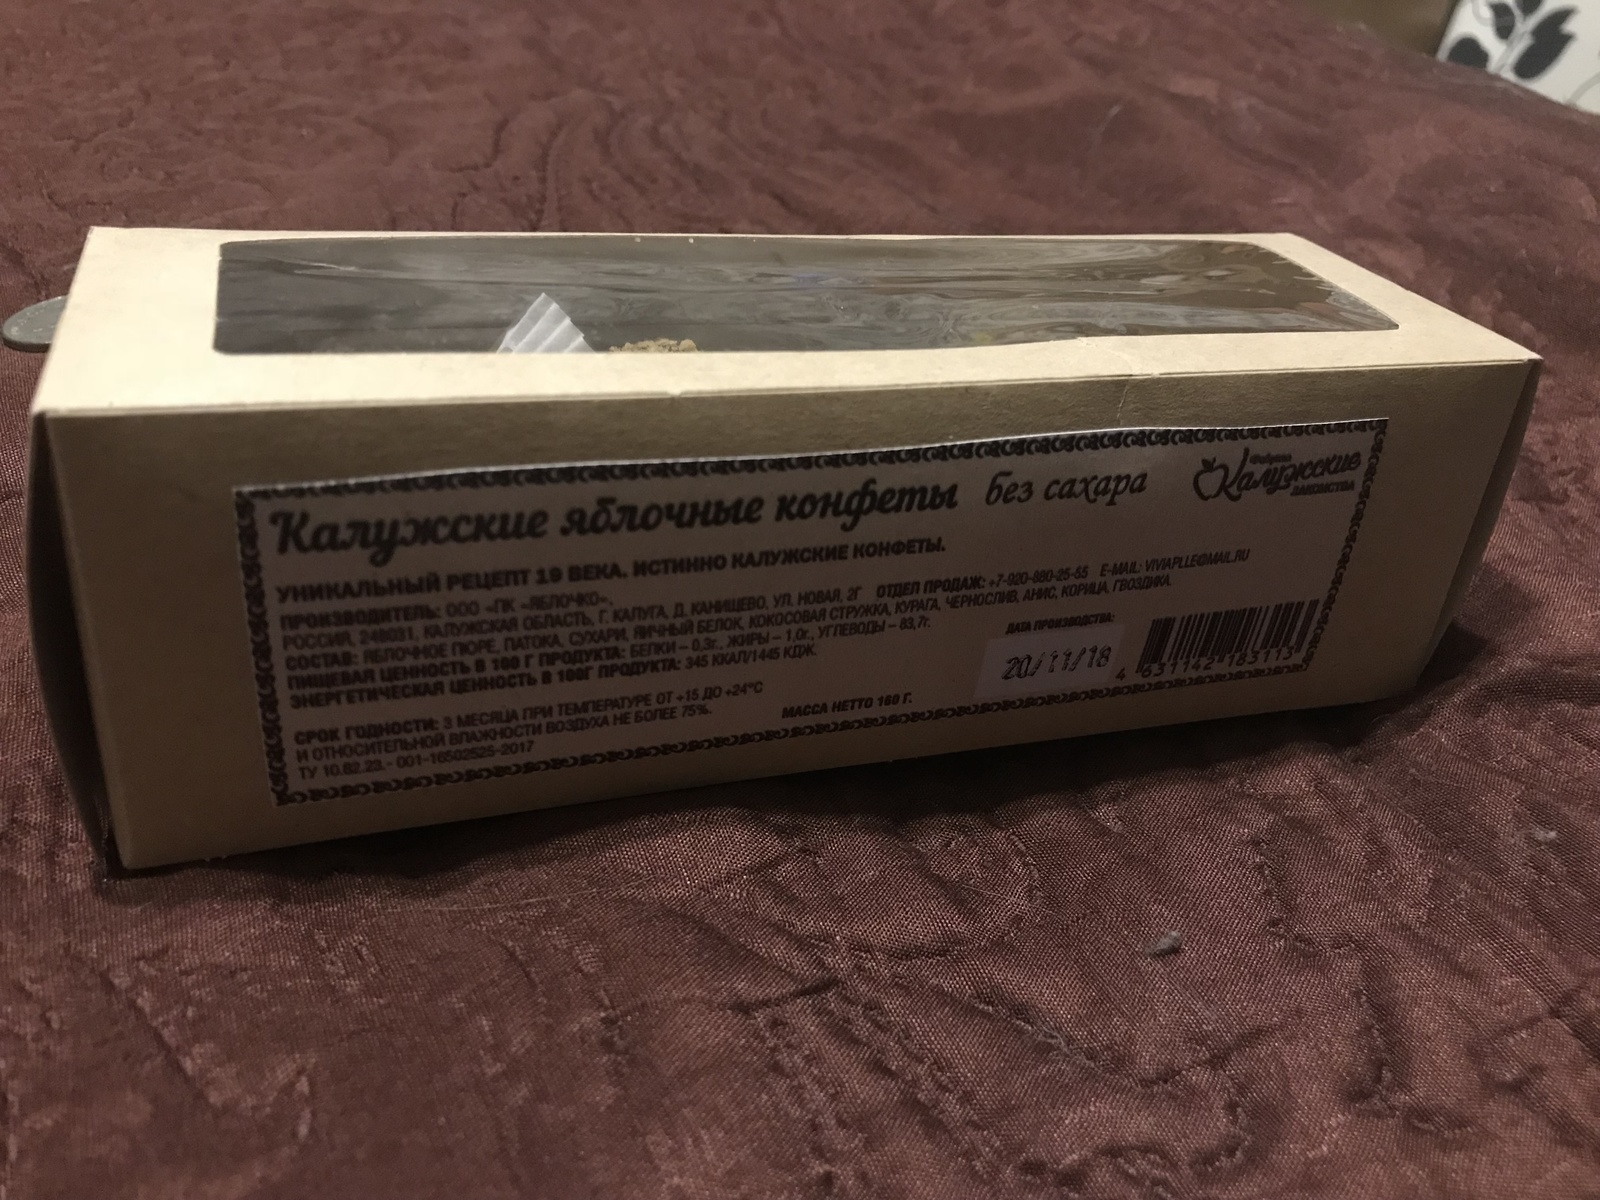 Калужские яблочные конфеты без сахара
Фабрика
Калужские
ЛАКОМСТВА
УНИКАЛЬНЫЙ РЕЦЕПТ 19 ВЕКА. ИСТИННО КАЛУЖСКИЕ КОНФЕТЫ.
ПРОИЗВОДИТЕЛЬ: ООО «ПК «ЯБЛОЧКО»,
РОССИЯ, 248031, КАЛУЖСКАЯ ОБЛАСТЬ, Г. КАЛУГА, Д. КАНИЩЕВО, УЛ. НОВАЯ, 2Г ОТДЕЛ ПРОДАЖ: +7-920-880-25-55 E-MAIL: VIVIAPLLE@MAIL.RU
СОСТАВ: ЯБЛОЧНОЕ ПЮРЕ, ПАТОКА, СУХАРИ, ЯИЧНЫЙ БЕЛОК, КОКОСОВАЯ СТРУЖКА, КУРАГА, ЧЕРНОСЛИВ, АНИС, КОРИЦА, ГВОЗДИКА.
ПИЩЕВАЯ ЦЕННОСТЬ В 100 Г ПРОДУКТА: БЕЛКИ – 0,3г., ЖИРЫ – 1,0г., УГЛЕВОДЫ – 83,7г.
ЭНЕРГЕТИЧЕСКАЯ ЦЕННОСТЬ В 100Г ПРОДУКТА: 345 ККАЛ/1445 КДЖ.
ДАТА ПРОИЗВОДСТВА:
20/11/18
4 631142 183113
СРОК ГОДНОСТИ: 3 МЕСЯЦА ПРИ ТЕМПЕРАТУРЕ ОТ +15 ДО +24°С
И ОТНОСИТЕЛЬНОЙ ВЛАЖНОСТИ ВОЗДУХА НЕ БОЛЕЕ 75%.
МАССА НЕТТО 160 Г.
ТУ 10.82.23.- 001-16502525-2017